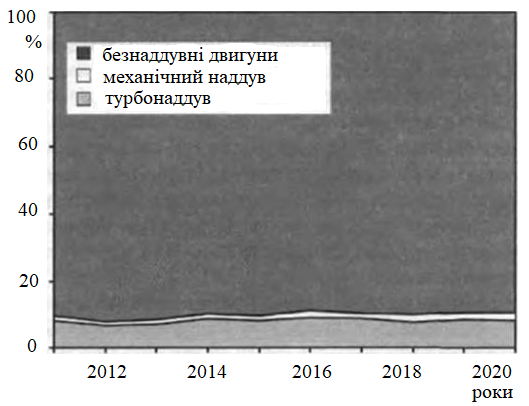 100
%
80
60
40
20
0
безнаддувні двигуни
механічний наддув
турбонаддув
2012 2014 2016 2018 2020
роки